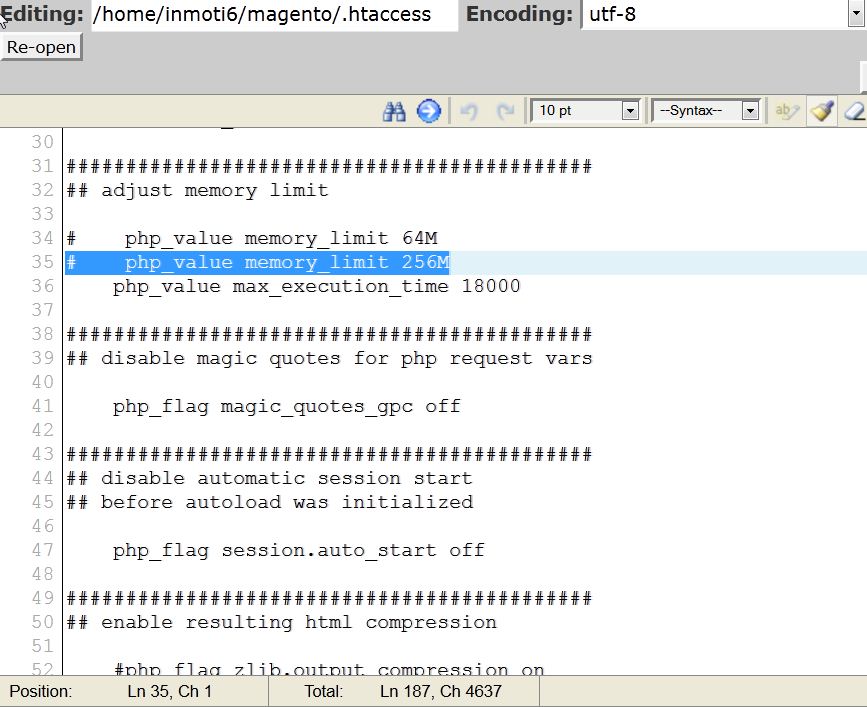 Editing: /home/inmoti6/magento/.htaccess Encoding: utf-8
Re-open
10 pt --Syntax--
30
31 ############################################
32 ## adjust memory limit
33
34 #    php_value memory_limit 64M
35 #    php_value memory_limit 256M
36     php_value max_execution_time 18000
37
38 ############################################
39 ## disable magic quotes for php request vars
40
41     php_flag magic_quotes_gpc off
42
43 ############################################
44 ## disable automatic session start
45 ## before autoload was initialized
46
47     php_flag session.auto_start off
48
49 ############################################
50 ## enable resulting html compression
51
52     #php_flag zlib.output_compression on
Position: Ln 35, Ch 1 Total: Ln 187, Ch 4637